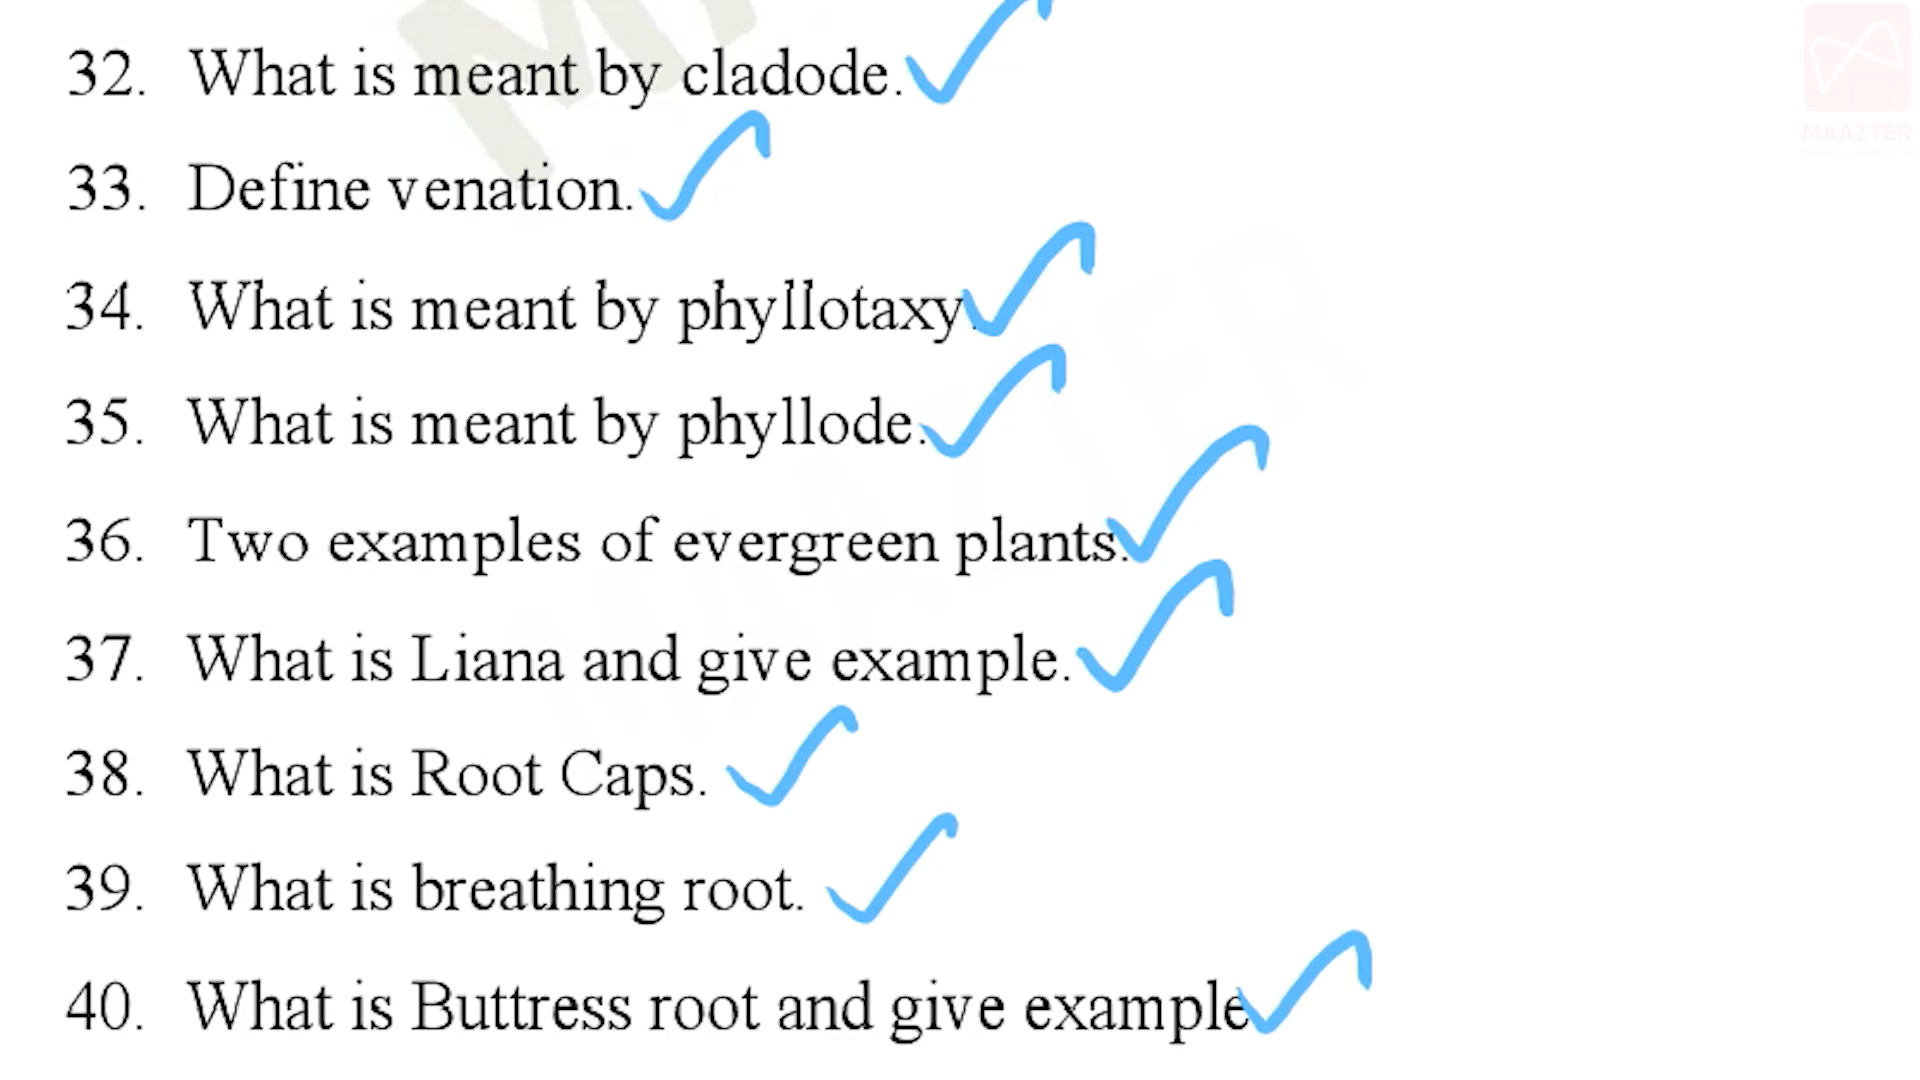 MAAZTER
32. What is meant by cladode.
33. Define venation.
34. What is meant by phyllotaxy.
35. What is meant by phyllode.
36. Two examples of evergreen plants.
37. What is Liana and give example.
38. What is Root Caps.
39. What is breathing root.
40. What is Buttress root and give example